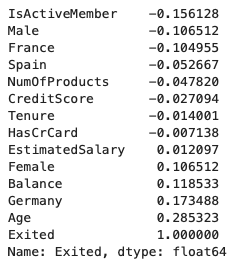 IsActiveMember    -0.156128
Male              -0.106512
France            -0.104955
Spain             -0.052667
NumOfProducts     -0.047820
CreditScore       -0.027094
Tenure            -0.014001
HasCrCard         -0.007138
EstimatedSalary    0.012097
Female             0.106512
Balance            0.118533
Germany            0.173488
Age                0.285323
Exited             1.000000
Name: Exited, dtype: float64